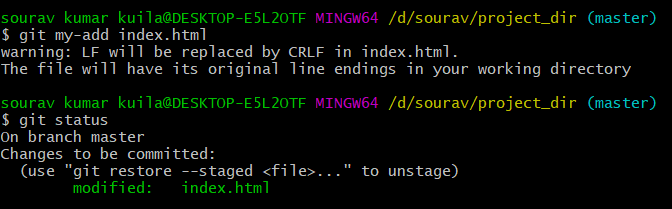 sourav kumar kuila@DESKTOP-E5L2OTF MINGW64 /d/sourav/project_dir (master)
$ git my-add index.html
warning: LF will be replaced by CRLF in index.html.
The file will have its original line endings in your working directory
sourav kumar kuila@DESKTOP-E5L2OTF MINGW64 /d/sourav/project_dir (master)
$ git status
On branch master
Changes to be committed:
  (use "git restore --staged <file>..." to unstage)
        modified:   index.html